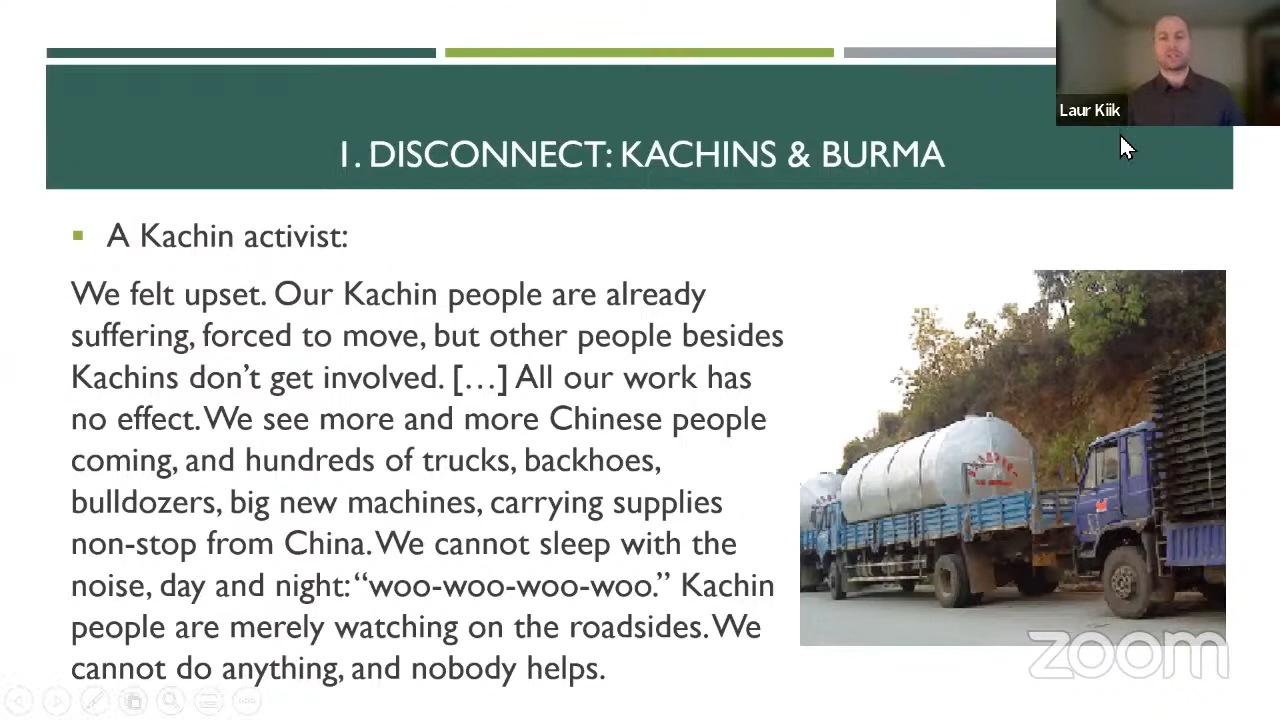 Laur Kiik
1. DISCONNECT: KACHINS & BURMA
▪ A Kachin activist:
We felt upset. Our Kachin people are already
suffering, forced to move, but other people besides
Kachins don’t get involved. […] All our work has
no effect. We see more and more Chinese people
coming, and hundreds of trucks, backhoes,
bulldozers, big new machines, carrying supplies
non-stop from China. We cannot sleep with the
noise, day and night: “woo-woo-woo-woo.” Kachin
people are merely watching on the roadsides. We
cannot do anything, and nobody helps.
zoom